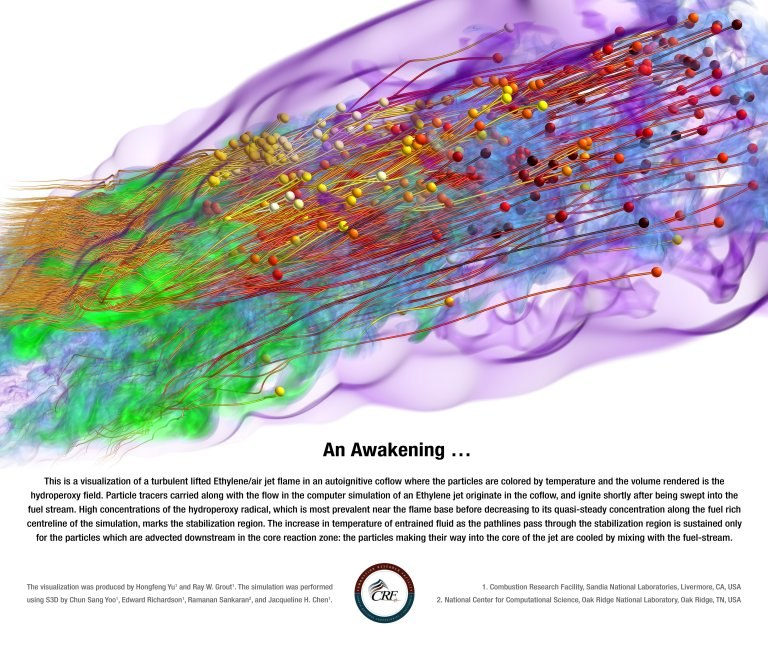 An Awakening …
This is a visualization of a turbulent lifted Ethylene/air jet flame in an autoignitive coflow where the particles are colored by temperature and the volume rendered is the
hydroperoxy field. Particle tracers carried along with the flow in the computer simulation of an Ethylene jet originate in the coflow, and ignite shortly after being swept into the
fuel stream. High concentrations of the hydroperoxy radical, which is most prevalent near the flame base before decreasing to its quasi-steady concentration along the fuel rich
centreline of the simulation, marks the stabilization region. The increase in temperature of entrained fluid as the pathlines pass through the stabilization region is sustained only
for the particles which are advected downstream in the core reaction zone: the particles making their way into the core of the jet are cooled by mixing with the fuel-stream.
The visualization was produced by Hongfeng Yu¹ and Ray W. Grout¹. The simulation was performed
using S3D by Chun Sang Yoo¹, Edward Richardson¹, Ramanan Sankaran², and Jacqueline H. Chen¹.
CRF
1. Combustion Research Facility, Sandia National Laboratories, Livermore, CA, USA
2. National Center for Computational Science, Oak Ridge National Laboratory, Oak Ridge, TN, USA